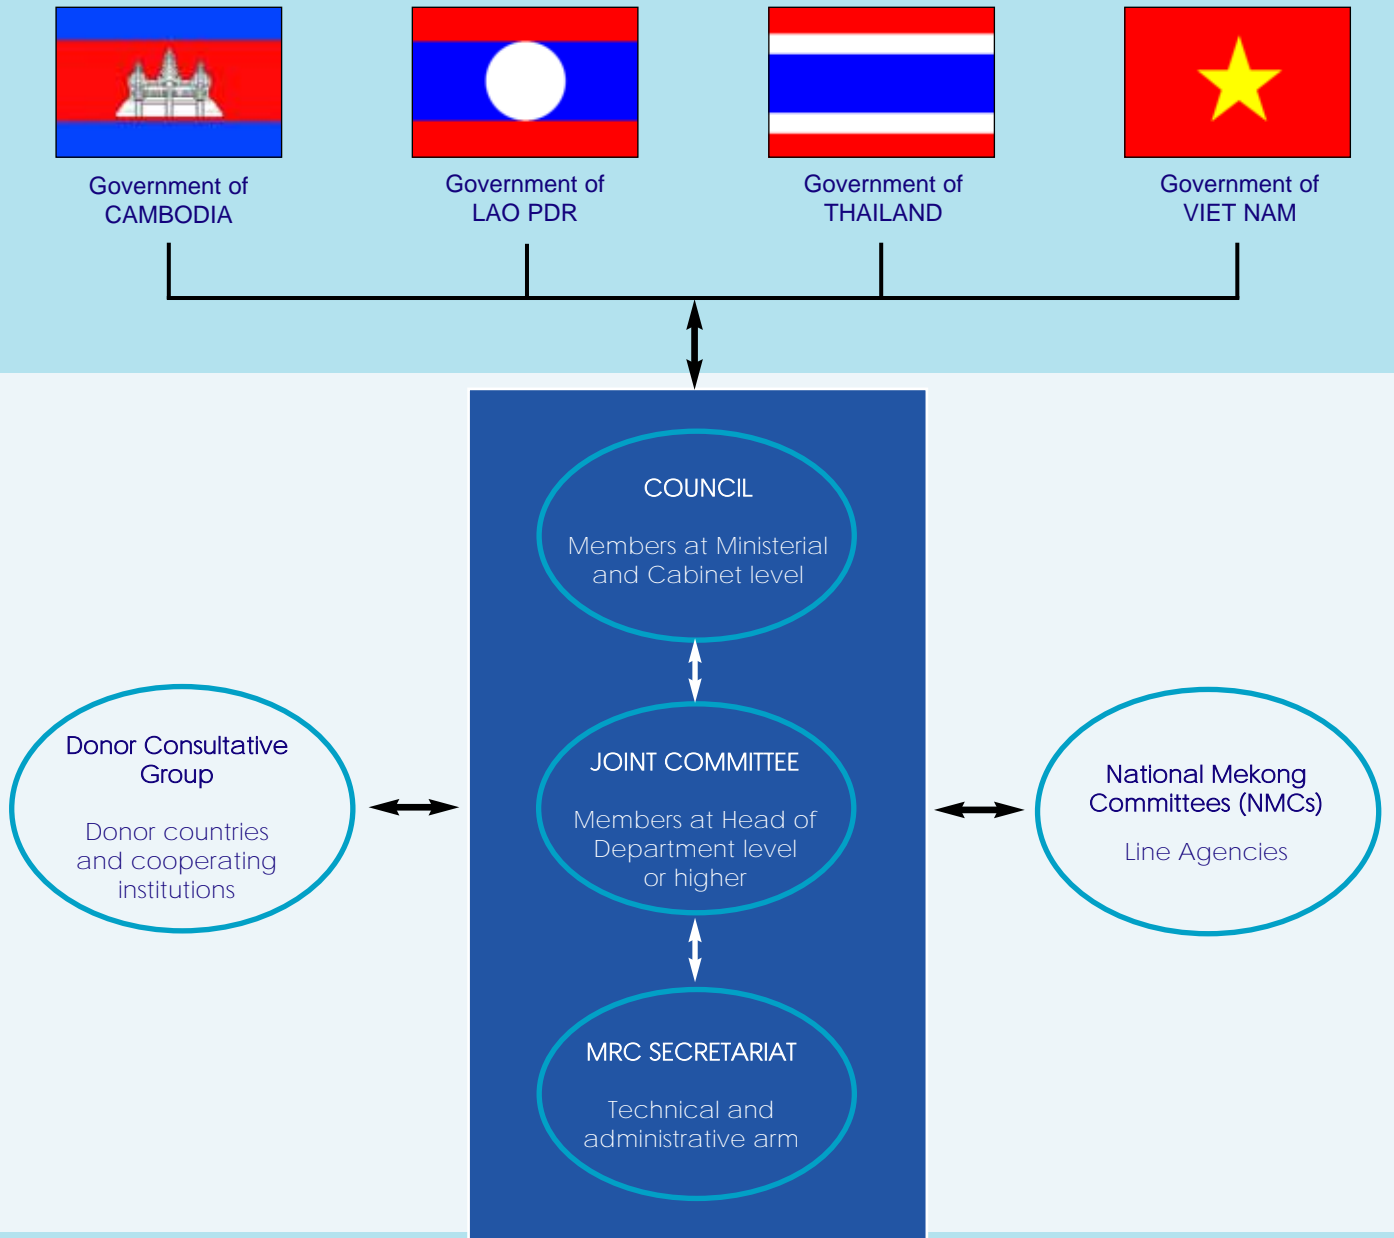 Government of
CAMBODIA
Government of
LAO PDR
Government of
THAILAND
Government of
VIET NAM
COUNCIL
Members at Ministerial
and Cabinet level
Donor Consultative
Group
Donor countries
and cooperating
institutions
JOINT COMMITTEE
Members at Head of
Department level
or higher
National Mekong
Committees (NMCs)
Line Agencies
MRC SECRETARIAT
Technical and
administrative arm